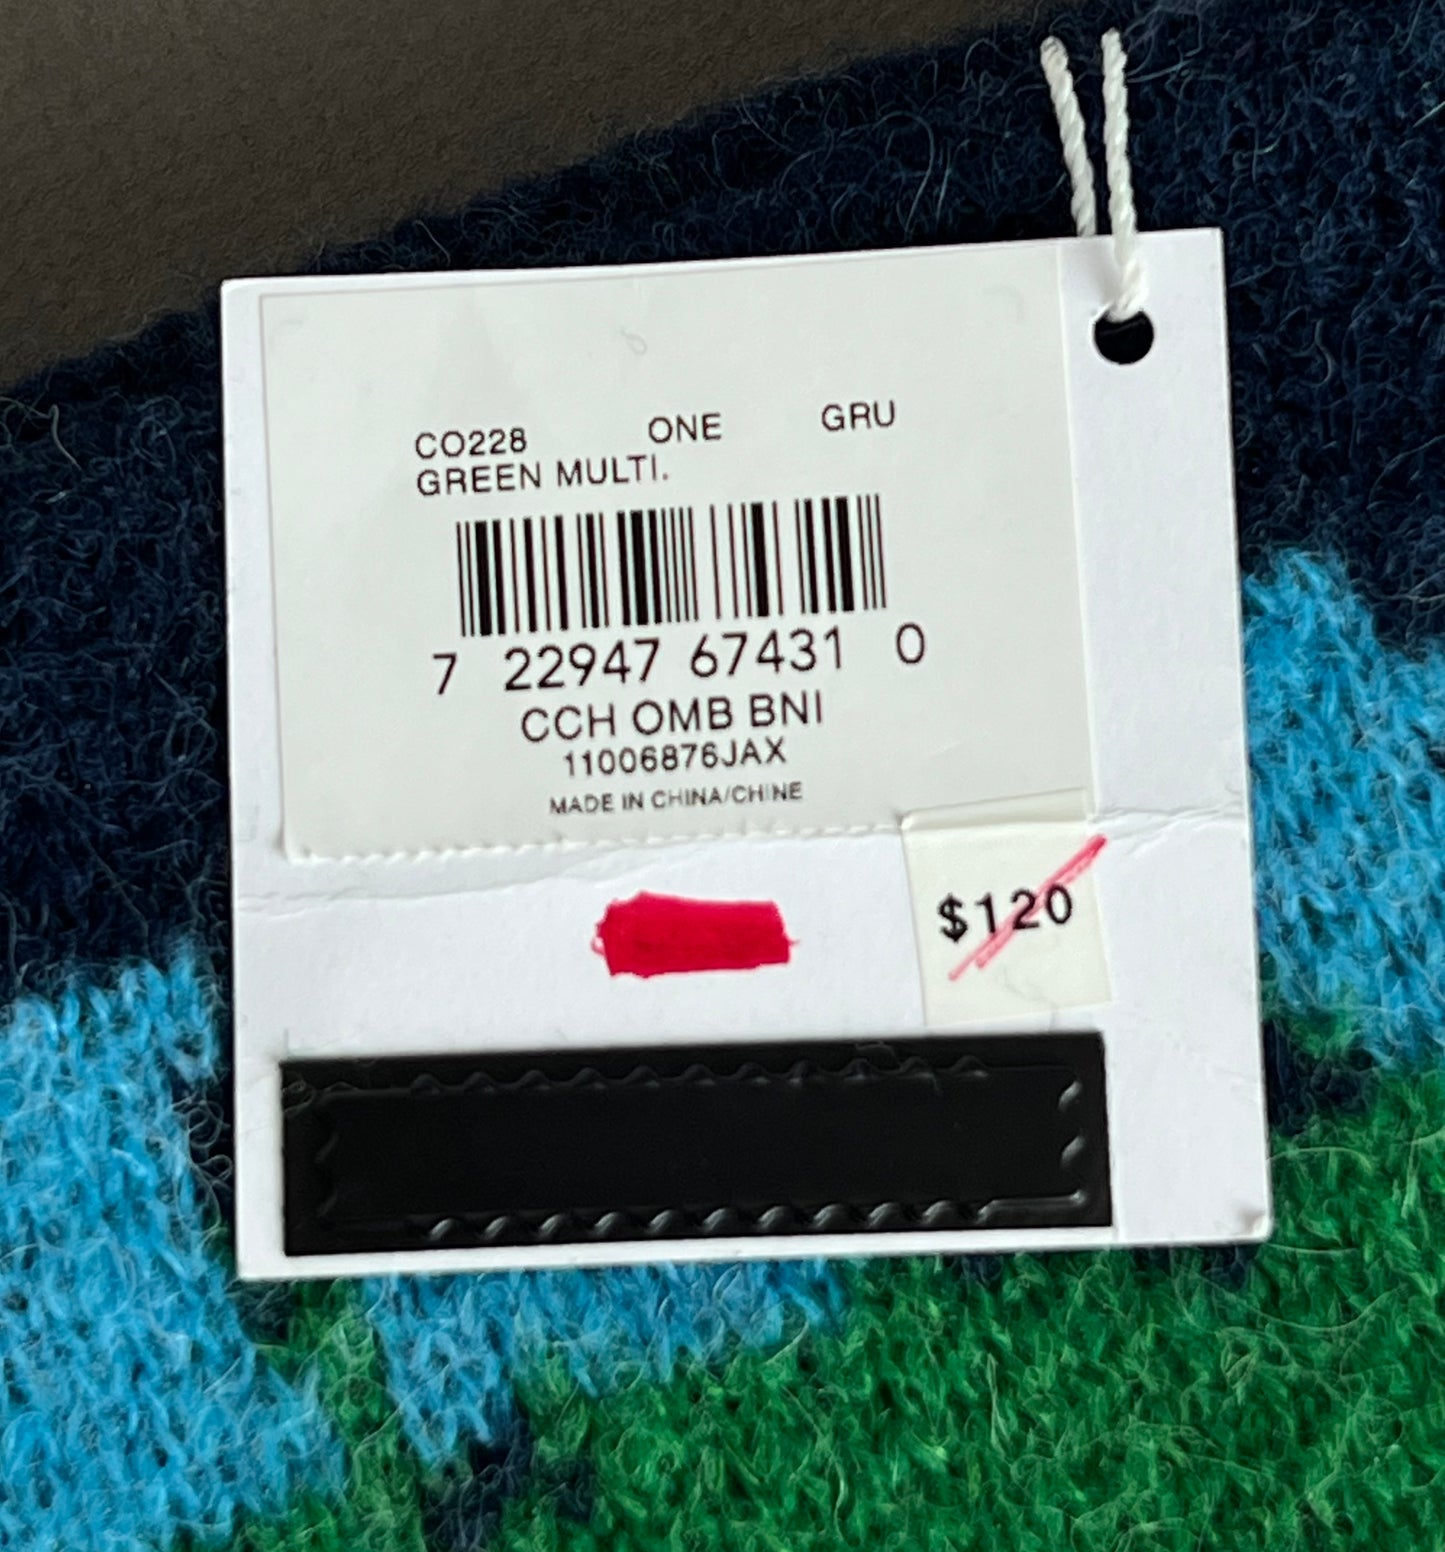 CO228 ONE GRU
GREEN MULTI.
7 22947 67431 0
CCH OMB BNI
11006876JAX
MADE IN CHINA/CHINE
$120